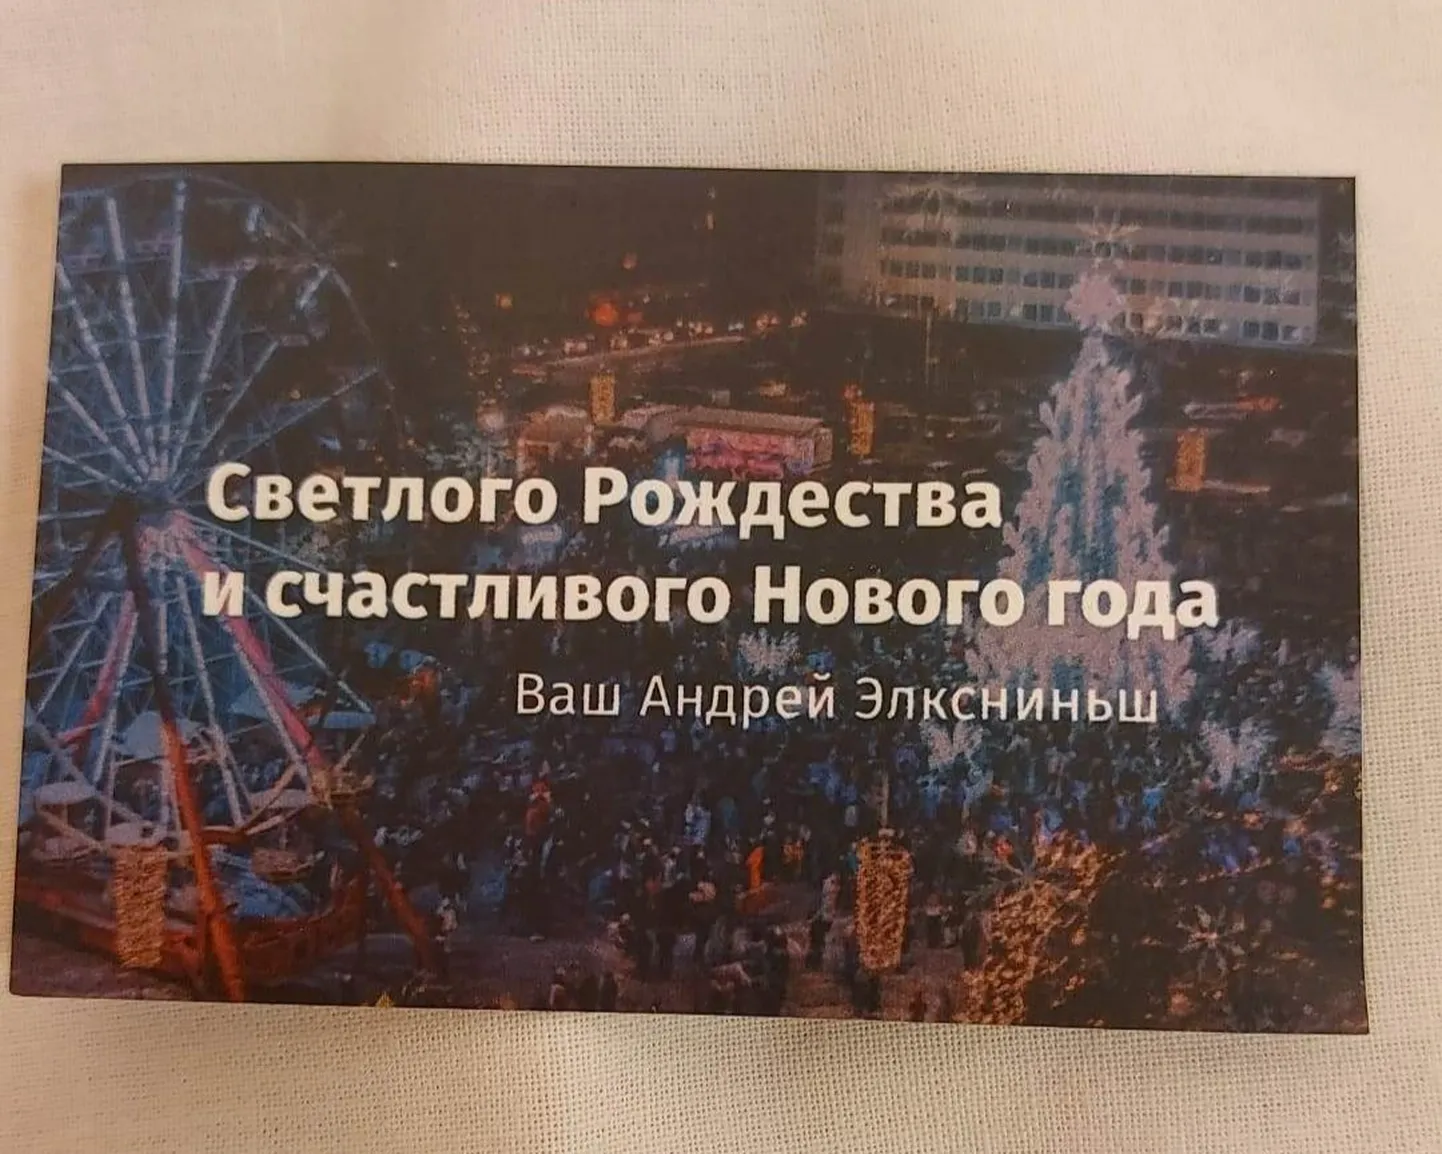 Светлого Рождества
и счастливого Нового года
Ваш Андрей Элксниньш